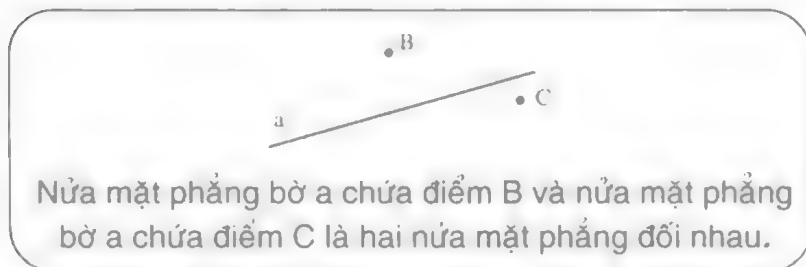 B
C
a
Nửa mặt phẳng bờ a chứa điểm B và nửa mặt phẳng
bờ a chứa điểm C là hai nửa mặt phẳng đối nhau.